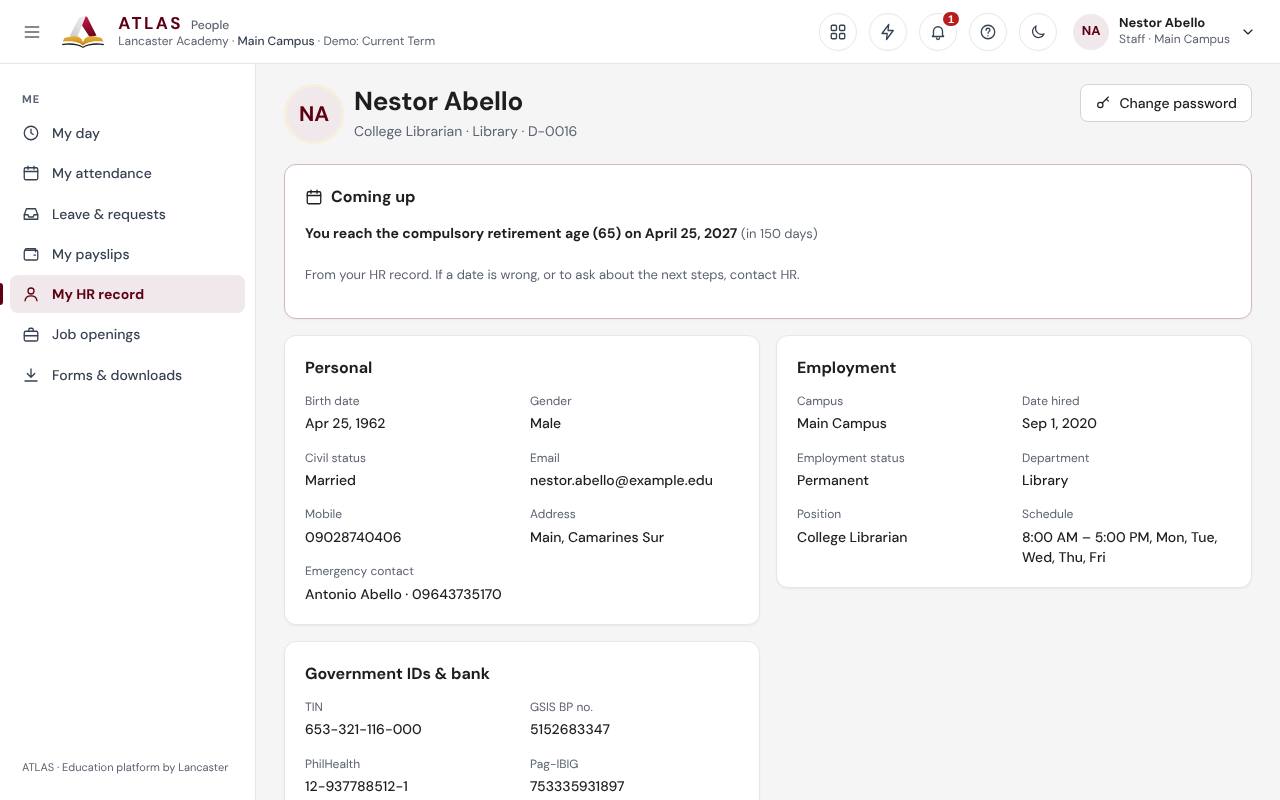 ATLAS People
Lancaster Academy · Main Campus · Demo: Current Term
1
NA
Nestor Abello
Staff · Main Campus
ME
My day
My attendance
Leave & requests
My payslips
My HR record
Job openings
Forms & downloads
ATLAS · Education platform by Lancaster
NA
Nestor Abello
College Librarian · Library · D-0016
Change password
Coming up
You reach the compulsory retirement age (65) on April 25, 2027 (in 150 days)
From your HR record. If a date is wrong, or to ask about the next steps, contact HR.
Personal
Birth date
Apr 25, 1962
Gender
Male
Civil status
Married
Email
nestor.abello@example.edu
Mobile
09028740406
Address
Main, Camarines Sur
Emergency contact
Antonio Abello · 09643735170
Employment
Campus
Main Campus
Date hired
Sep 1, 2020
Employment status
Permanent
Department
Library
Position
College Librarian
Schedule
8:00 AM – 5:00 PM, Mon, Tue,
Wed, Thu, Fri
Government IDs & bank
TIN
653-321-116-000
GSIS BP no.
5152683347
PhilHealth
12-937788512-1
Pag-IBIG
753335931897